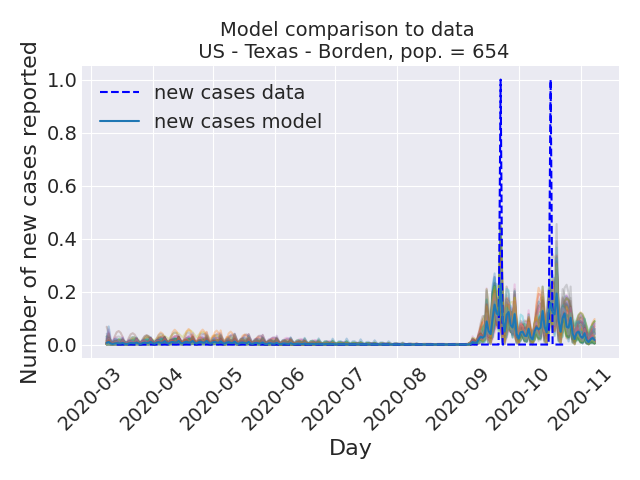 Model comparison to data
US - Texas - Borden, pop. = 654
Number of new cases reported
1.0
0.8
0.6
0.4
0.2
0.0
new cases data
new cases model
2020-03
2020-04
2020-05
2020-06
2020-07
2020-08
2020-09
2020-10
2020-11
Day